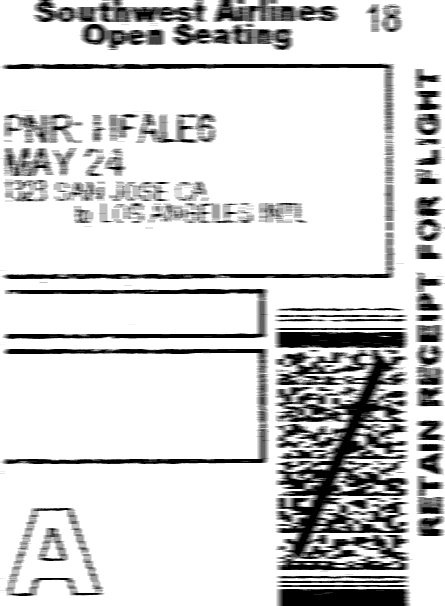 Southwest Airlines
Open Seating
18
PNR: HFALE6
MAY 24
1323 SAN JOSE CA
to LOS ANGELES INTL
RETAIN RECEIPT FOR FLIGHT
A